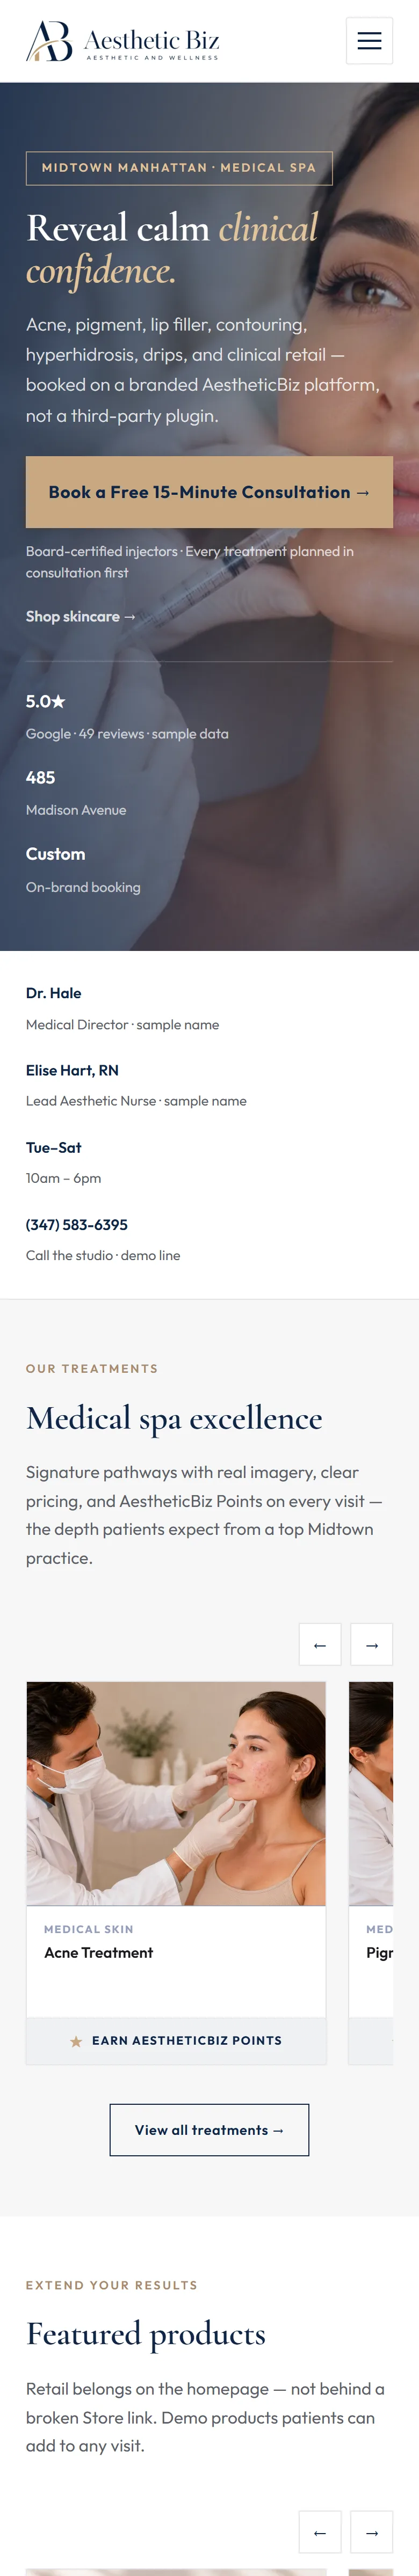 AB Aesthetic Biz
AESTHETIC AND WELLNESS
MIDTOWN MANHATTAN · MEDICAL SPA
Reveal calm clinical
confidence.
Acne, pigment, lip filler, contouring,
hyperhidrosis, drips, and clinical retail —
booked on a branded AestheticBiz platform,
not a third-party plugin.
Book a Free 15-Minute Consultation →
Board-certified injectors · Every treatment planned in
consultation first
Shop skincare →
5.0★
Google · 49 reviews · sample data
485
Madison Avenue
Custom
On-brand booking
Dr. Hale
Medical Director · sample name
Elise Hart, RN
Lead Aesthetic Nurse · sample name
Tue–Sat
10am – 6pm
(347) 583-6395
Call the studio · demo line
OUR TREATMENTS
Medical spa excellence
Signature pathways with real imagery, clear
pricing, and AestheticBiz Points on every visit —
the depth patients expect from a top Midtown
practice.
← →
MEDICAL SKIN
Acne Treatment
★ EARN AESTHETICBIZ POINTS
MED
Pigr
View all treatments →
EXTEND YOUR RESULTS
Featured products
Retail belongs on the homepage — not behind a
broken Store link. Demo products patients can
add to any visit.
← →